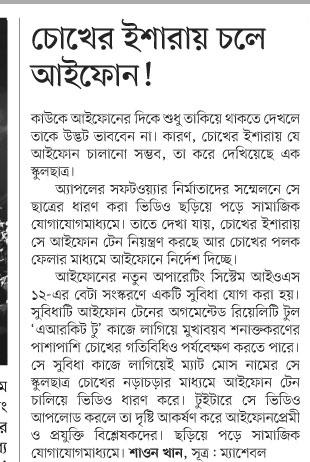 চোখের ইশারায় চলে
আইফোন!
কাউকে আইফোনের দিকে শুধু তাকিয়ে থাকতে দেখলে
তাকে উদ্ভট ভাববেন না। কারণ, চোখের ইশারায় যে
আইফোন চালানো সম্ভব, তা করে দেখিয়েছে এক
স্কুলছাত্র।
অ্যাপলের সফটওয়্যার নির্মাতাদের সম্মেলনে সে
ছাত্রের ধারণ করা ভিডিও ছড়িয়ে পড়ে সামাজিক
যোগাযোগমাধ্যমে। তাতে দেখা যায়, চোখের ইশারায়
সে আইফোন টেন নিয়ন্ত্রণ করছে আর চোখের পলক
ফেলার মাধ্যমে আইফোনে নির্দেশ দিচ্ছে।
আইফোনের নতুন অপারেটিং সিস্টেম আইওএস
১২-এর বেটা সংস্করণে একটি সুবিধা যোগ করা হয়।
সুবিধাটি আইফোন টেনের অগমেন্টেড রিয়েলিটি টুল
‘এআরকিট টু’ কাজে লাগিয়ে মুখাবয়ব শনাক্তকরণের
পাশাপাশি চোখের গতিবিধিও পর্যবেক্ষণ করতে পারে।
সে সুবিধা কাজে লাগিয়েই ম্যাট মোস নামের সে
স্কুলছাত্র চোখের নড়াচড়ার মাধ্যমে আইফোন টেন
চালিয়ে ভিডিও ধারণ করে। টুইটারে সে ভিডিও
আপলোড করলে তা দৃষ্টি আকর্ষণ করে আইফোনপ্রেমী
ও প্রযুক্তি বিশ্লেষকদের। ছড়িয়ে পড়ে সামাজিক
যোগাযোগমাধ্যমে। শাওন খান, সূত্র : ম্যাশেবল